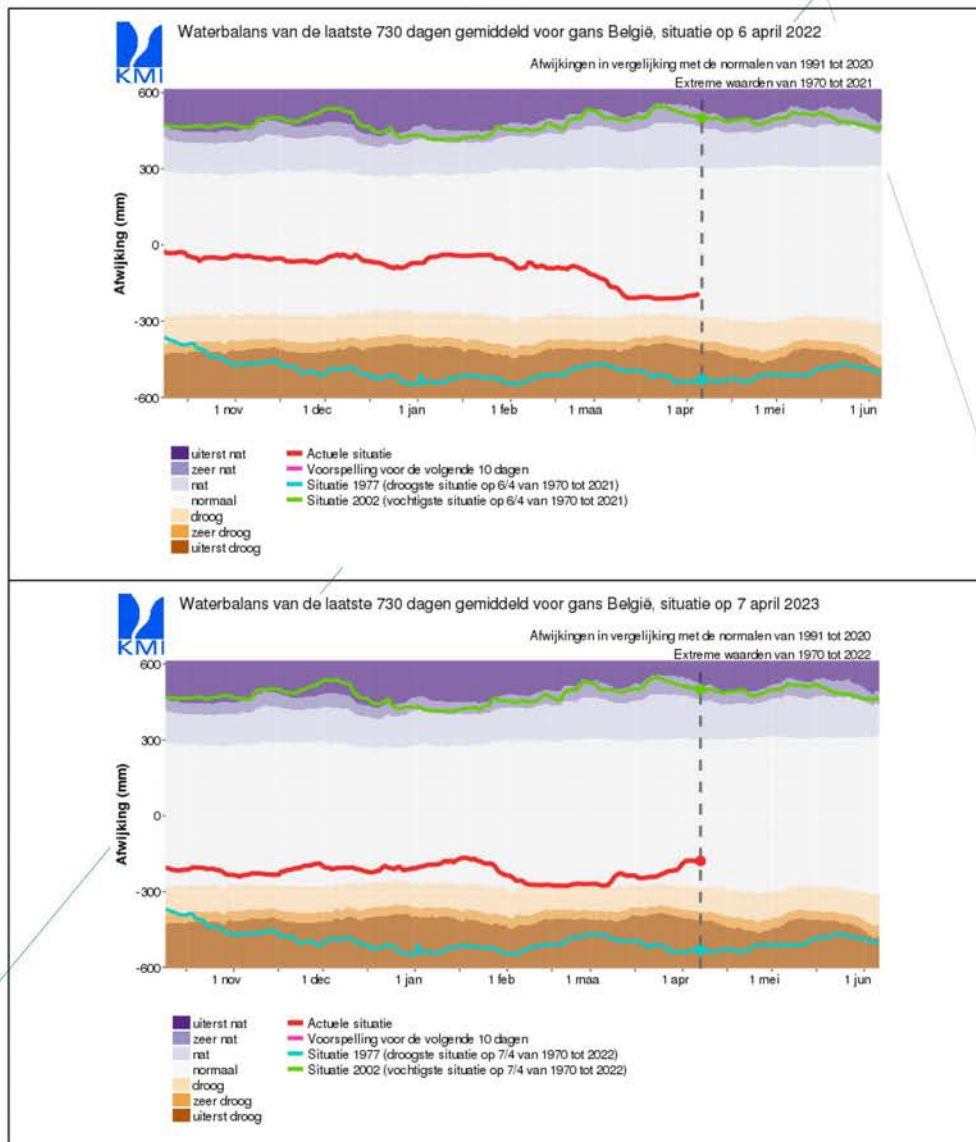 KMI
Waterbalans van de laatste 730 dagen gemiddeld voor gans België, situatie op 6 april 2022
Afwijkingen in vergelijking met de normalen van 1991 tot 2020
Extreme waarden van 1970 tot 2021
Afwijking (mm)
600
300
0
-300
-600
1 nov 1 dec 1 jan 1 feb 1 maa 1 apr 1 mei 1 jun
uiterst nat
zeer nat
nat
normaal
droog
zeer droog
uiterst droog
Actuele situatie
Voorspelling voor de volgende 10 dagen
Situatie 1977 (droogste situatie op 6/4 van 1970 tot 2021)
Situatie 2002 (vochtigste situatie op 6/4 van 1970 tot 2021)
KMI
Waterbalans van de laatste 730 dagen gemiddeld voor gans België, situatie op 7 april 2023
Afwijkingen in vergelijking met de normalen van 1991 tot 2020
Extreme waarden van 1970 tot 2022
Afwijking (mm)
600
300
0
-300
-600
1 nov 1 dec 1 jan 1 feb 1 maa 1 apr 1 mei 1 jun
uiterst nat
zeer nat
nat
normaal
droog
zeer droog
uiterst droog
Actuele situatie
Voorspelling voor de volgende 10 dagen
Situatie 1977 (droogste situatie op 7/4 van 1970 tot 2022)
Situatie 2002 (vochtigste situatie op 7/4 van 1970 tot 2022)